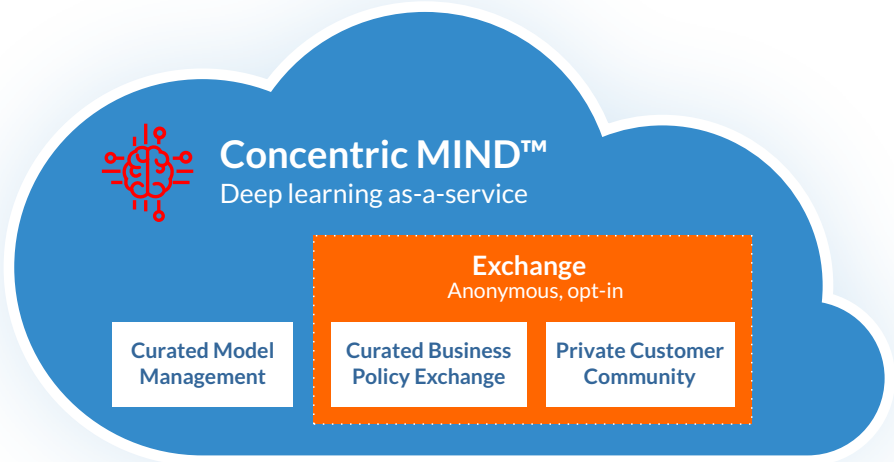 Concentric MIND™
Deep learning as-a-service
Exchange
Anonymous, opt-in
Curated Model
Management
Curated Business
Policy Exchange
Private Customer
Community